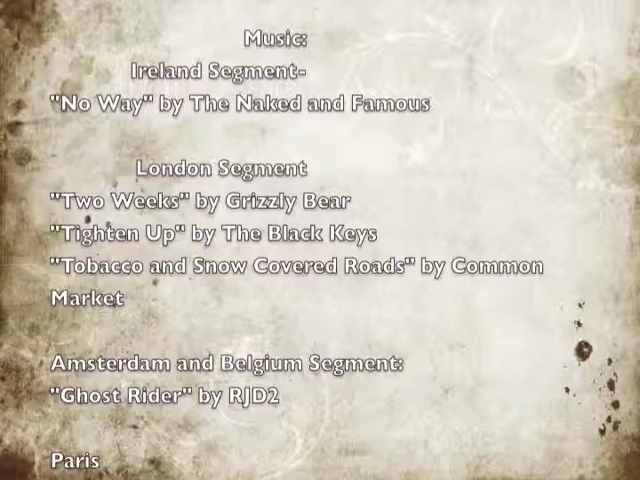 Music:
Ireland Segment-
"No Way" by The Naked and Famous
London Segment
"Two Weeks" by Grizzly Bear
"Tighten Up" by The Black Keys
"Tobacco and Snow Covered Roads" by Common
Market
Amsterdam and Belgium Segment:
"Ghost Rider" by RJD2
Paris